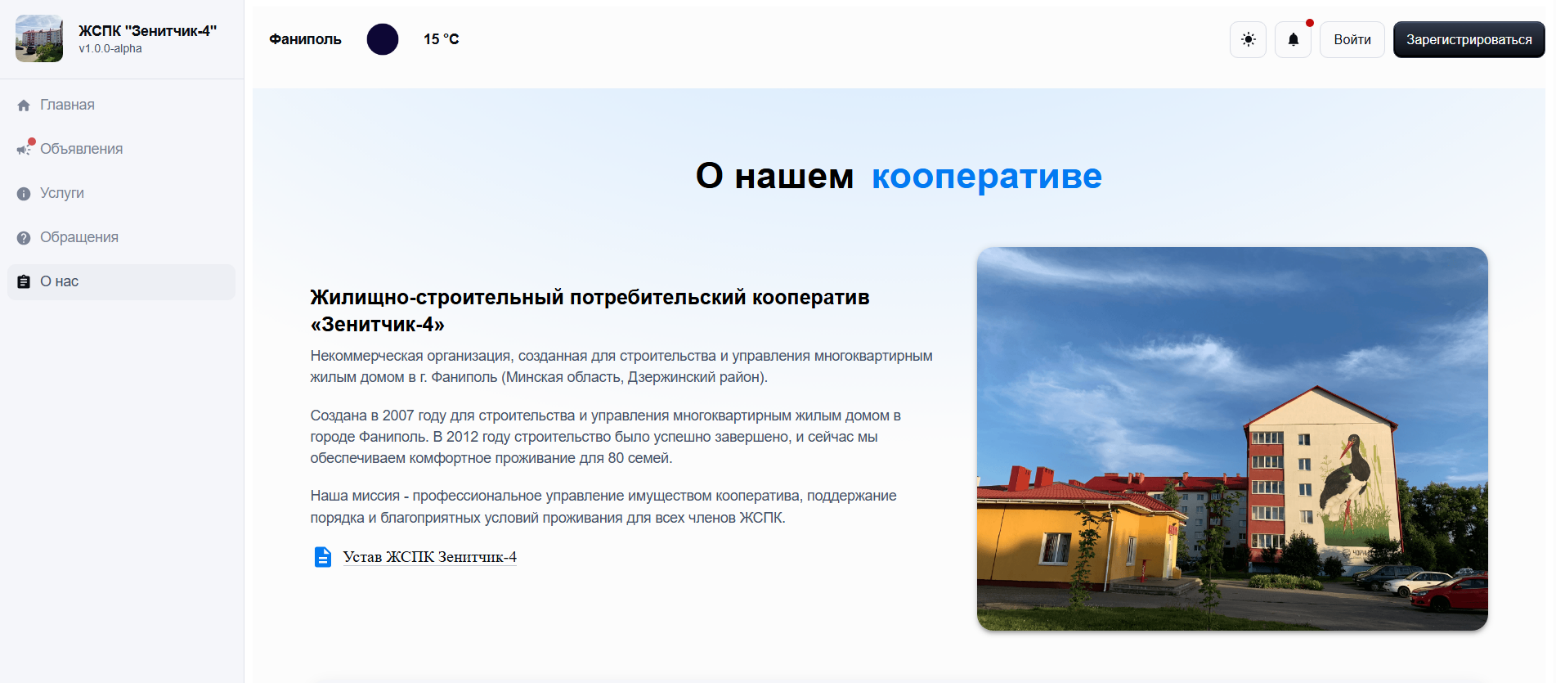 ЖСПК "Зенитчик-4"
v1.0.0-alpha
Главная
Объявления
Услуги
Обращения
О нас
Фаниполь 15 °C
Войти
Зарегистрироваться
О нашем кооперативе
Жилищно-строительный потребительский кооператив
«Зенитчик-4»
Некоммерческая организация, созданная для строительства и управления многоквартирным
жилым домом в г. Фаниполь (Минская область, Дзержинский район).
Создана в 2007 году для строительства и управления многоквартирным жилым домом в
городе Фаниполь. В 2012 году строительство было успешно завершено, и сейчас мы
обеспечиваем комфортное проживание для 80 семей.
Наша миссия - профессиональное управление имуществом кооператива, поддержание
порядка и благоприятных условий проживания для всех членов ЖСПК.
Устав ЖСПК Зенитчик-4